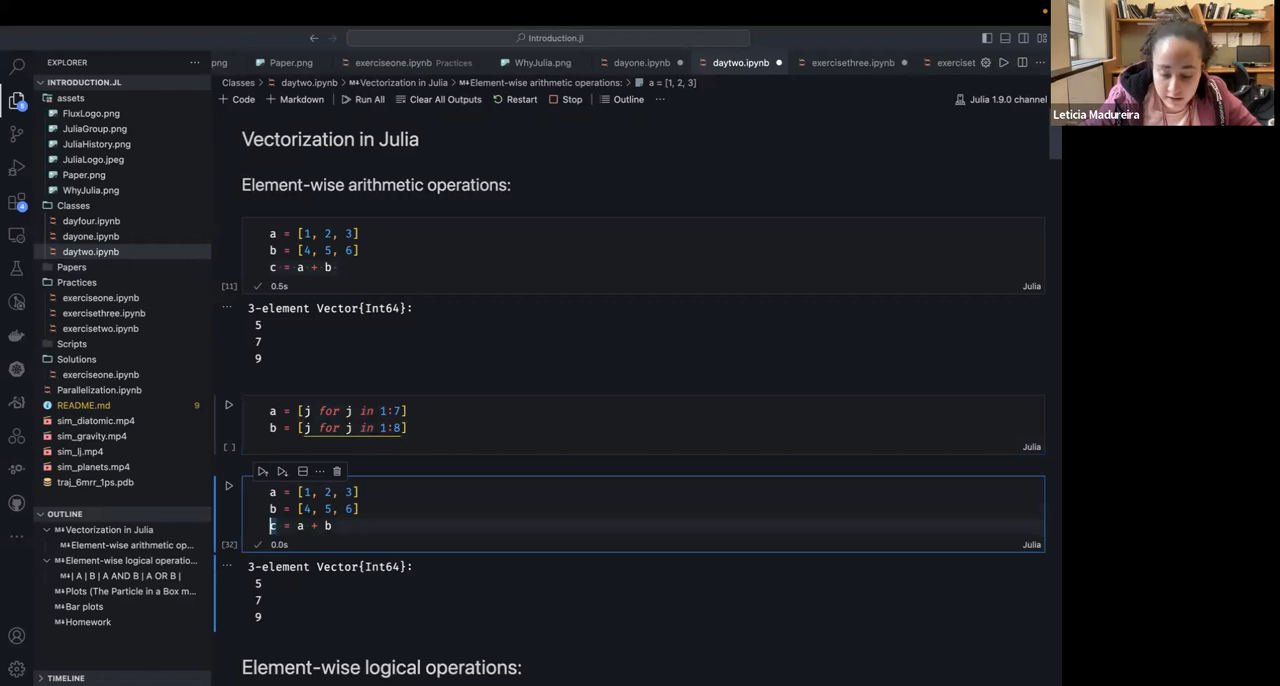 Introduction.jl
EXPLORER
png
Paper.png
exerciseone.ipynb Practices
WhyJulia.png
dayone.ipynb
daytwo.ipynb
exercisethree.ipynb
exerciset
INTRODUCTION.JL
Classes > daytwo.ipynb > Vectorization in Julia > Element-wise arithmetic operations: > a = [1, 2, 3]
+ Code + Markdown Run All Clear All Outputs Restart Stop Outline ... Julia 1.9.0 channel
Leticia Madureira
assets
FluxLogo.png
JuliaGroup.png
JuliaHistory.png
JuliaLogo.jpeg
Paper.png
WhyJulia.png
Classes
dayfour.ipynb
dayone.ipynb
daytwo.ipynb
Papers
Practices
exerciseone.ipynb
exercisethree.ipynb
exercisetwo.ipynb
Scripts
Solutions
exerciseone.ipynb
Parallelization.ipynb
README.md 9
sim_diatomic.mp4
sim_gravity.mp4
sim_lj.mp4
sim_planets.mp4
traj_6mrr_1ps.pdb
5
4
OUTLINE
Vectorization in Julia
Element-wise arithmetic op...
Element-wise logical operatio...
| A | B | A AND B | A OR B |
Plots (The Particle in a Box m...
Bar plots
Homework
TIMELINE
Vectorization in Julia
Element-wise arithmetic operations:
a = [1, 2, 3]
b = [4, 5, 6]
c = a + b
[11] 0.5s Julia
3-element Vector{Int64}:
5
7
9
a = [j for j in 1:7]
b = [j for j in 1:8]
[ ] Julia
a = [1, 2, 3]
b = [4, 5, 6]
c = a + b
[32] 0.0s Julia
3-element Vector{Int64}:
5
7
9
Element-wise logical operations: